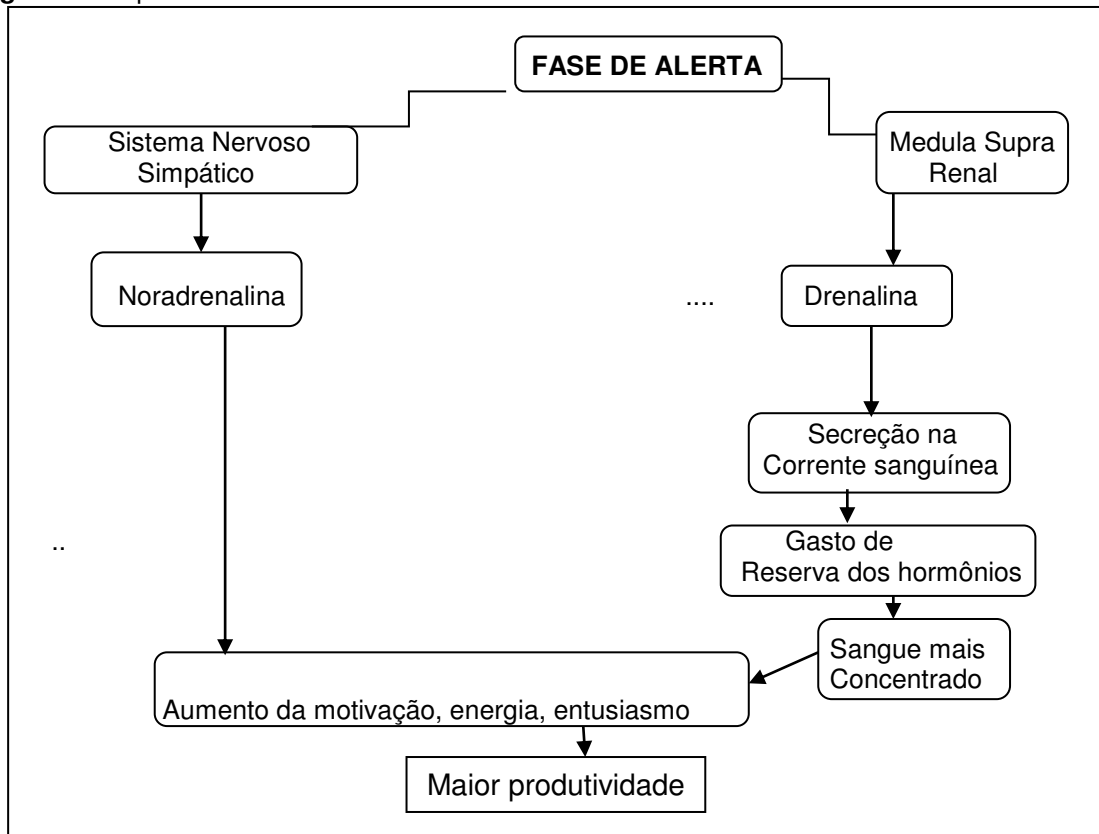 FASE DE ALERTA
Sistema Nervoso
Simpático
Medula Supra
Renal
Noradrenalina
....
Drenalina
Secreção na
Corrente sanguínea
..
Gasto de
Reserva dos hormônios
Sangue mais
Concentrado
Aumento da motivação, energia, entusiasmo
Maior produtividade